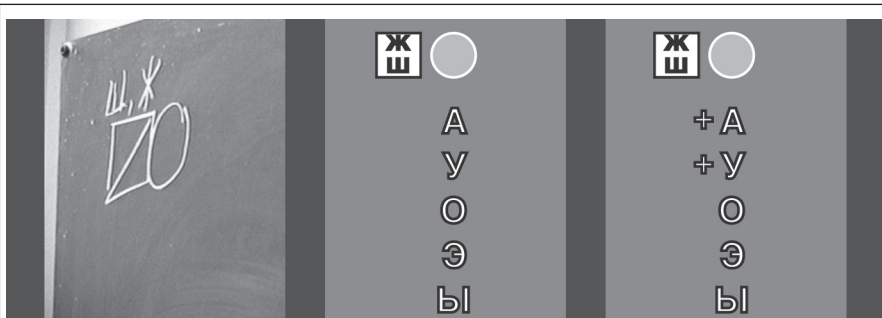 Ш, Ж
Ж
Ш
А
У
О
Э
Ы
Ж
Ш
+ А
+ У
О
Э
Ы